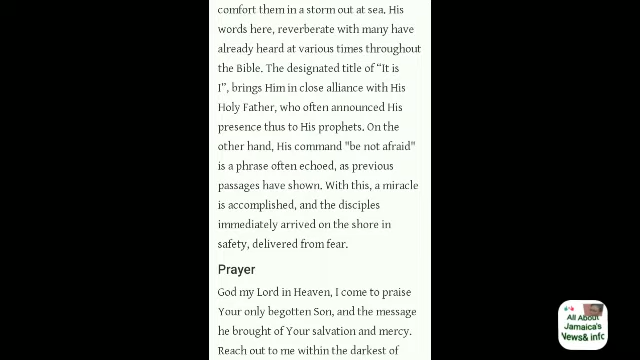 comfort them in a storm out at sea. His
words here, reverberate with many have
already heard at various times throughout
the Bible. The designated title of “It is
I”, brings Him in close alliance with His
Holy Father, who often announced His
presence thus to His prophets. On the
other hand, His command "be not afraid"
is a phrase often echoed, as previous
passages have shown. With this, a miracle
is accomplished, and the disciples
immediately arrived on the shore in
safety, delivered from fear.
Prayer
God my Lord in Heaven, I come to praise
Your only begotten Son, and the message
he brought of Your salvation and mercy.
Reach out to me within the darkest of
All About
Jamaica's
News& info